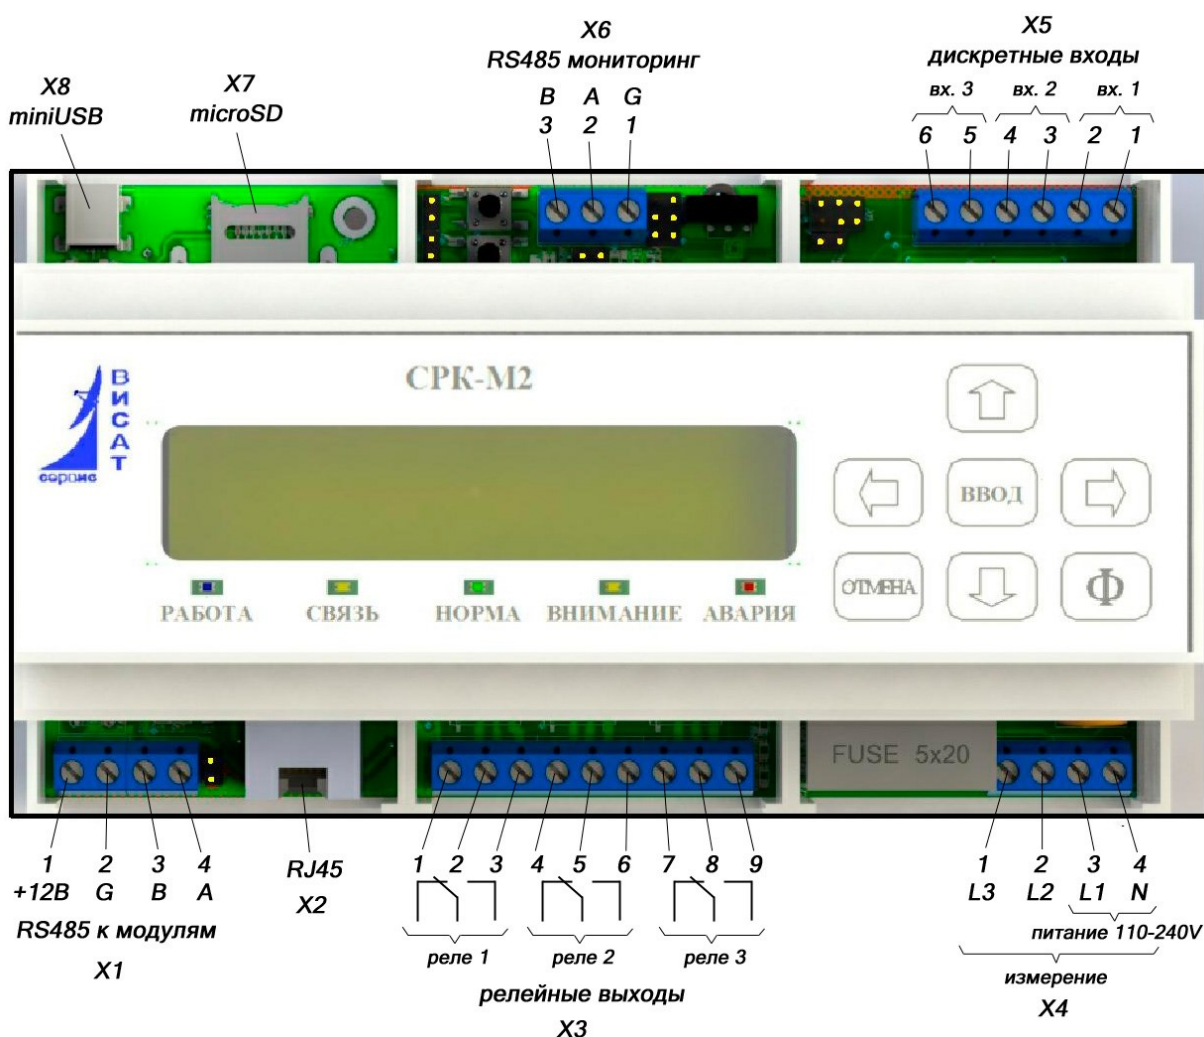 X8
miniUSB
X7
microSD
X6
RS485 мониторинг
B A G
3 2 1
X5
дискретные входы
вх. 3 вх. 2 вх. 1
6 5 4 3 2 1
ВИСАТ
сервис
СРК-М2
ВВОД
ОТМЕНА
Ф
РАБОТА СВЯЗЬ НОРМА ВНИМАНИЕ АВАРИЯ
FUSE 5x20
1 2 3 4
+12В G B A
RS485 к модулям
X1
RJ45
X2
1 2 3 4 5 6 7 8 9
реле 1 реле 2 реле 3
релейные выходы
X3
1 2 3 4
L3 L2 L1 N
питание 110-240V
измерение
X4